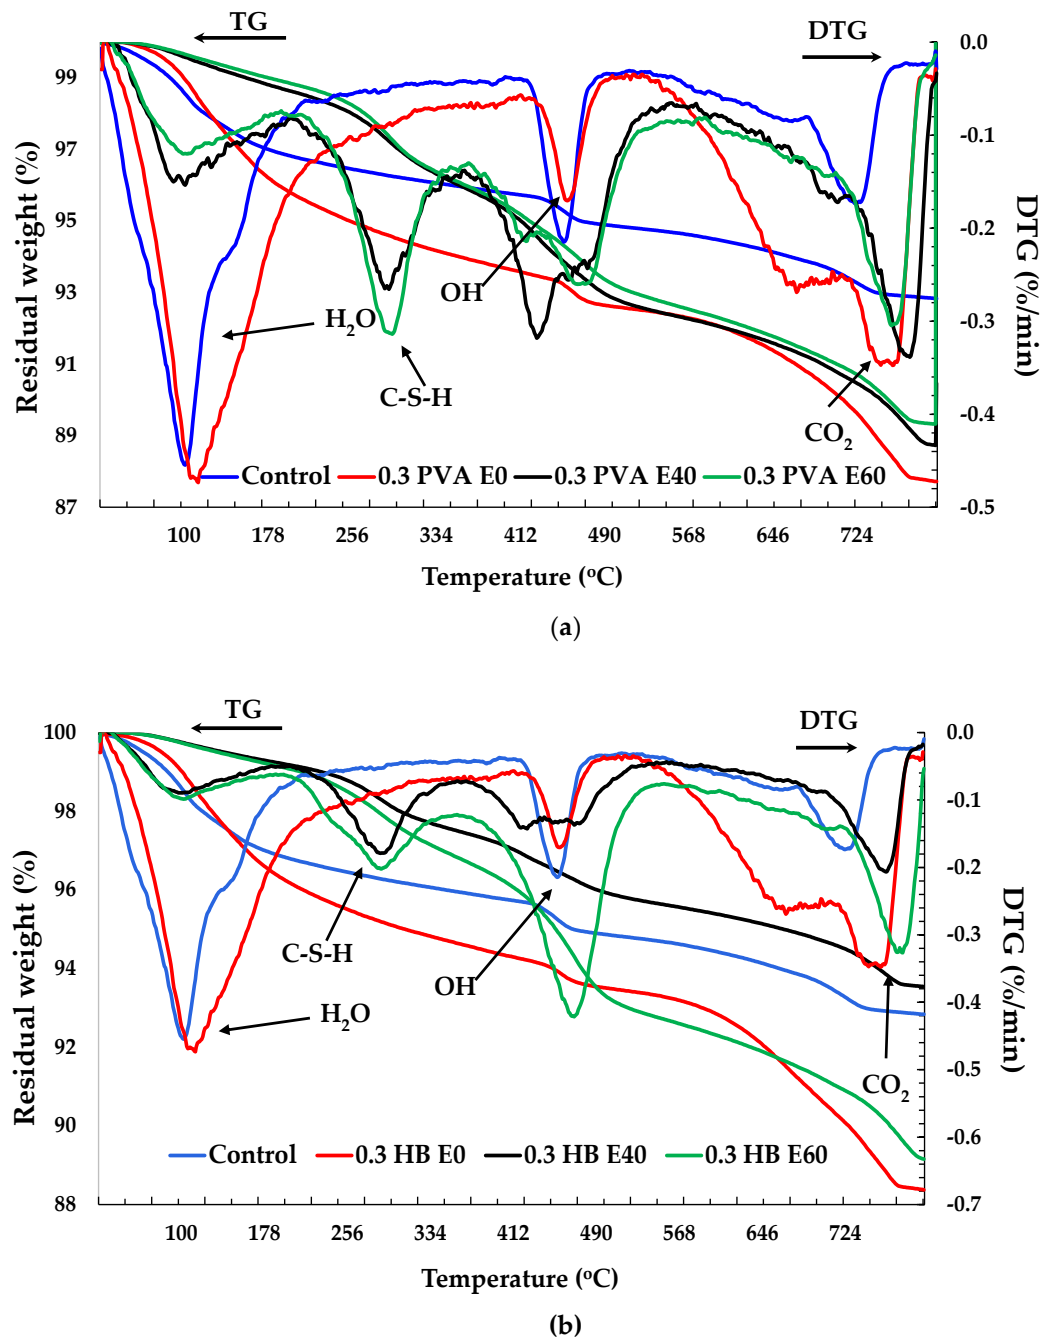 TG
DTG
99
97
95
93
91
89
87
Residual weight (%)
0.0
-0.1
-0.2
-0.3
-0.4
-0.5
DTG (%/min)
H2O
C-S-H
OH
CO2
Control 0.3 PVA E0 0.3 PVA E40 0.3 PVA E60
100 178 256 334 412 490 568 646 724
Temperature (oC)
(a)
TG
DTG
100
98
96
94
92
90
88
Residual weight (%)
0.0
-0.1
-0.2
-0.3
-0.4
-0.5
-0.6
-0.7
DTG (%/min)
C-S-H
H2O
OH
CO2
Control 0.3 HB E0 0.3 HB E40 0.3 HB E60
100 178 256 334 412 490 568 646 724
Temperature (oC)
(b)